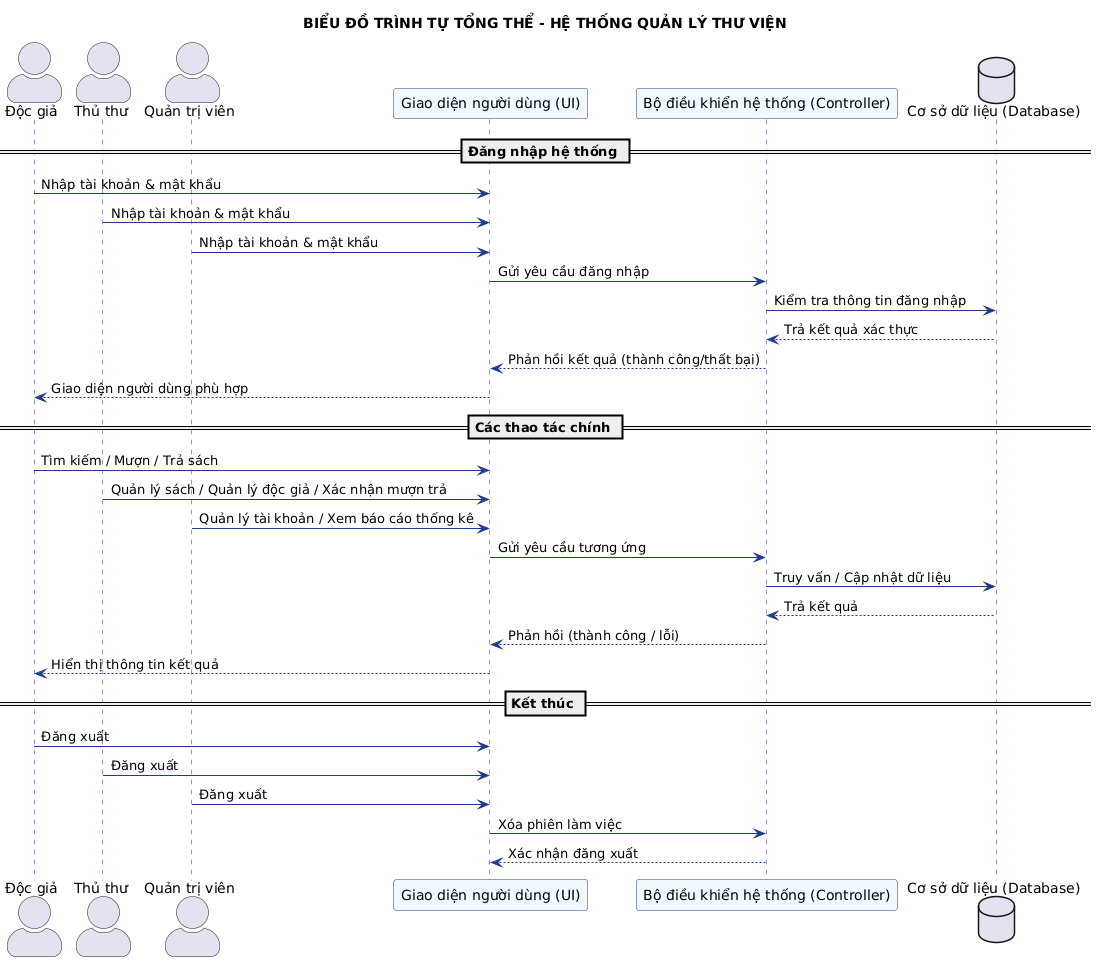 BIỂU ĐỒ TRÌNH TỰ TỔNG THỂ - HỆ THỐNG QUẢN LÝ THƯ VIỆN
Độc giả
Thủ thư
Quản trị viên
Giao diện người dùng (UI)
Bộ điều khiển hệ thống (Controller)
Cơ sở dữ liệu (Database)
Đăng nhập hệ thống
Nhập tài khoản & mật khẩu
Nhập tài khoản & mật khẩu
Nhập tài khoản & mật khẩu
Gửi yêu cầu đăng nhập
Kiểm tra thông tin đăng nhập
Trả kết quả xác thực
Phản hồi kết quả (thành công/thất bại)
Giao diện người dùng phù hợp
Các thao tác chính
Tìm kiếm / Mượn / Trả sách
Quản lý sách / Quản lý độc giả / Xác nhận mượn trả
Quản lý tài khoản / Xem báo cáo thống kê
Gửi yêu cầu tương ứng
Truy vấn / Cập nhật dữ liệu
Trả kết quả
Phản hồi (thành công / lỗi)
Hiển thị thông tin kết quả
Kết thúc
Đăng xuất
Đăng xuất
Đăng xuất
Xóa phiên làm việc
Xác nhận đăng xuất
Độc giả
Thủ thư
Quản trị viên
Giao diện người dùng (UI)
Bộ điều khiển hệ thống (Controller)
Cơ sở dữ liệu (Database)